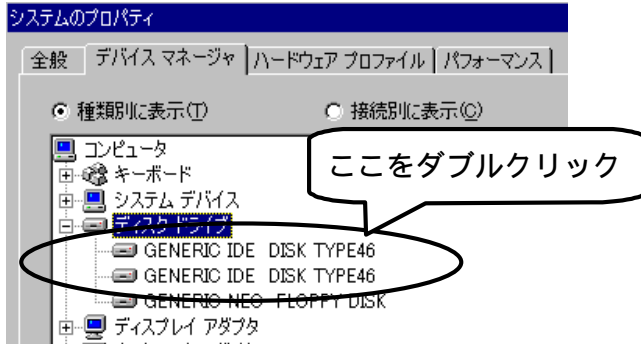 システムのプロパティ
全般 デバイス マネージャ ハードウェア プロファイル パフォーマンス
種類別に表示(T) 接続別に表示(C)
コンピュータ
ここをダブルクリック
キーボード
システム デバイス
ディスク ドライブ
GENERIC IDE DISK TYPE46
GENERIC IDE DISK TYPE46
GENERIC NEC FLOPPY DISK
ディスプレイ アダプタ